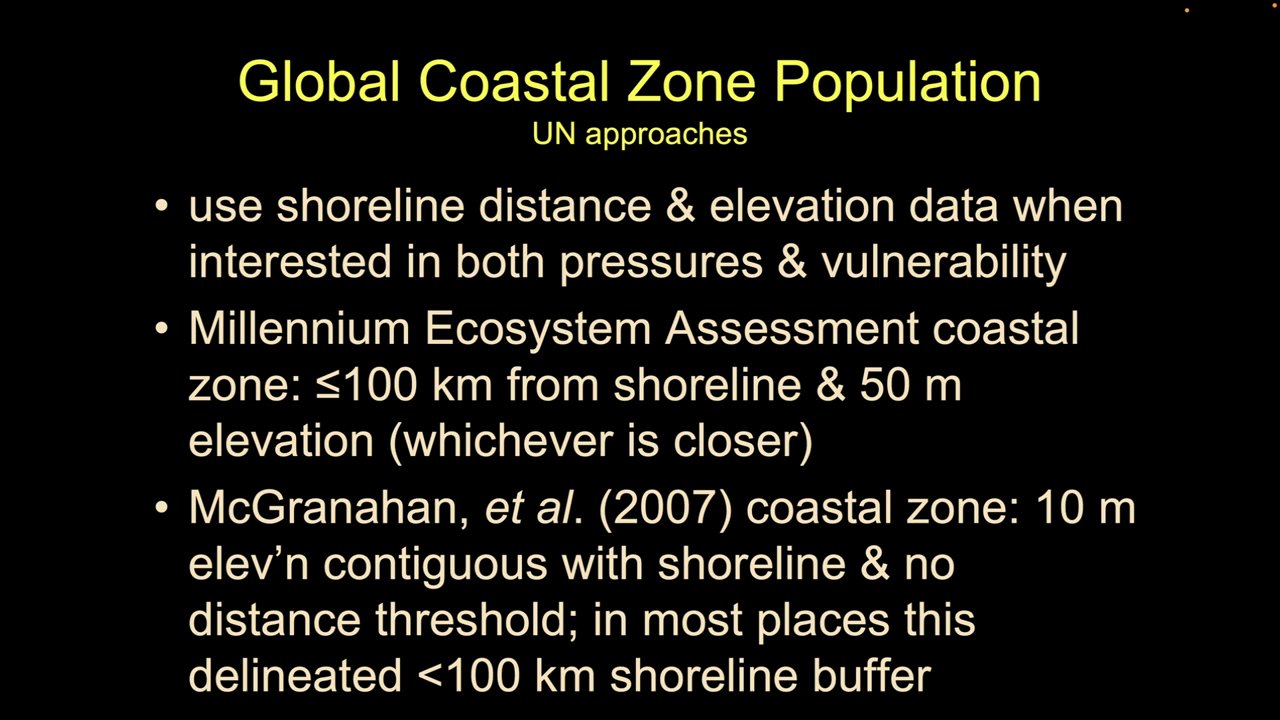 Global Coastal Zone Population
UN approaches
• use shoreline distance & elevation data when
interested in both pressures & vulnerability
• Millennium Ecosystem Assessment coastal
zone: ≤100 km from shoreline & 50 m
elevation (whichever is closer)
• McGranahan, et al. (2007) coastal zone: 10 m
elev’n contiguous with shoreline & no
distance threshold; in most places this
delineated <100 km shoreline buffer